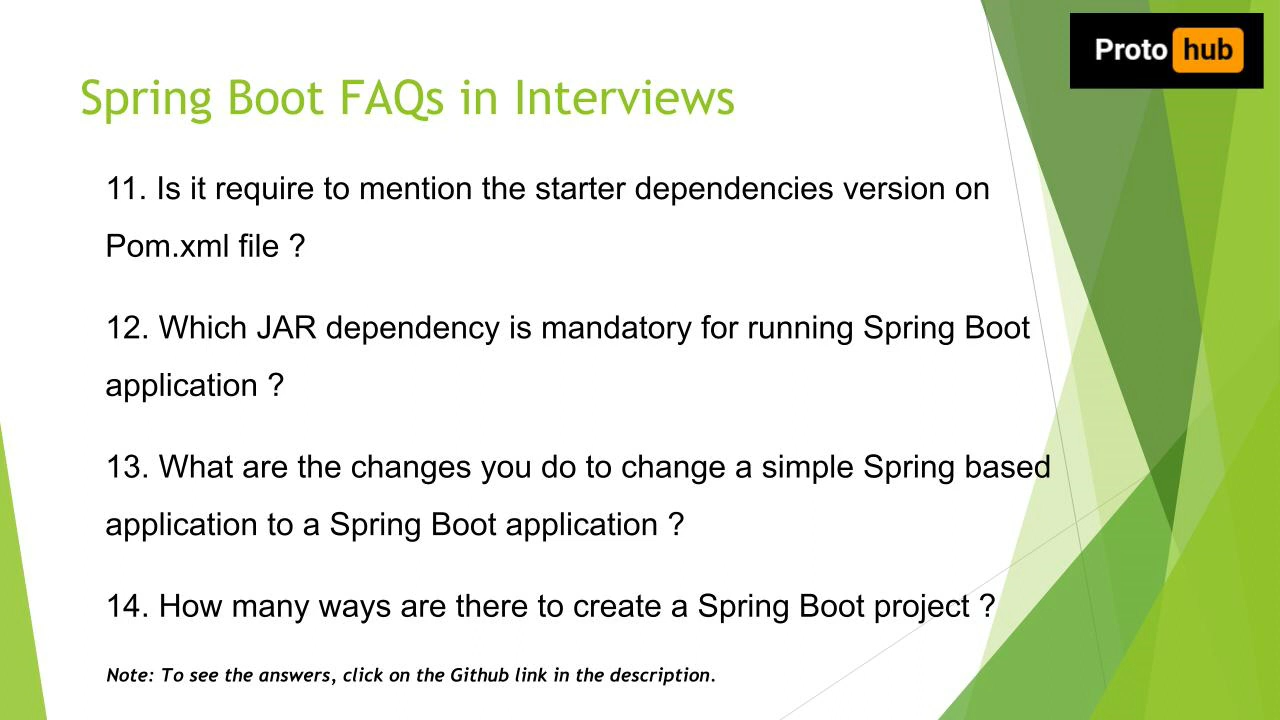 Proto hub
Spring Boot FAQs in Interviews
11. Is it require to mention the starter dependencies version on
Pom.xml file ?
12. Which JAR dependency is mandatory for running Spring Boot
application ?
13. What are the changes you do to change a simple Spring based
application to a Spring Boot application ?
14. How many ways are there to create a Spring Boot project ?
Note: To see the answers, click on the Github link in the description.